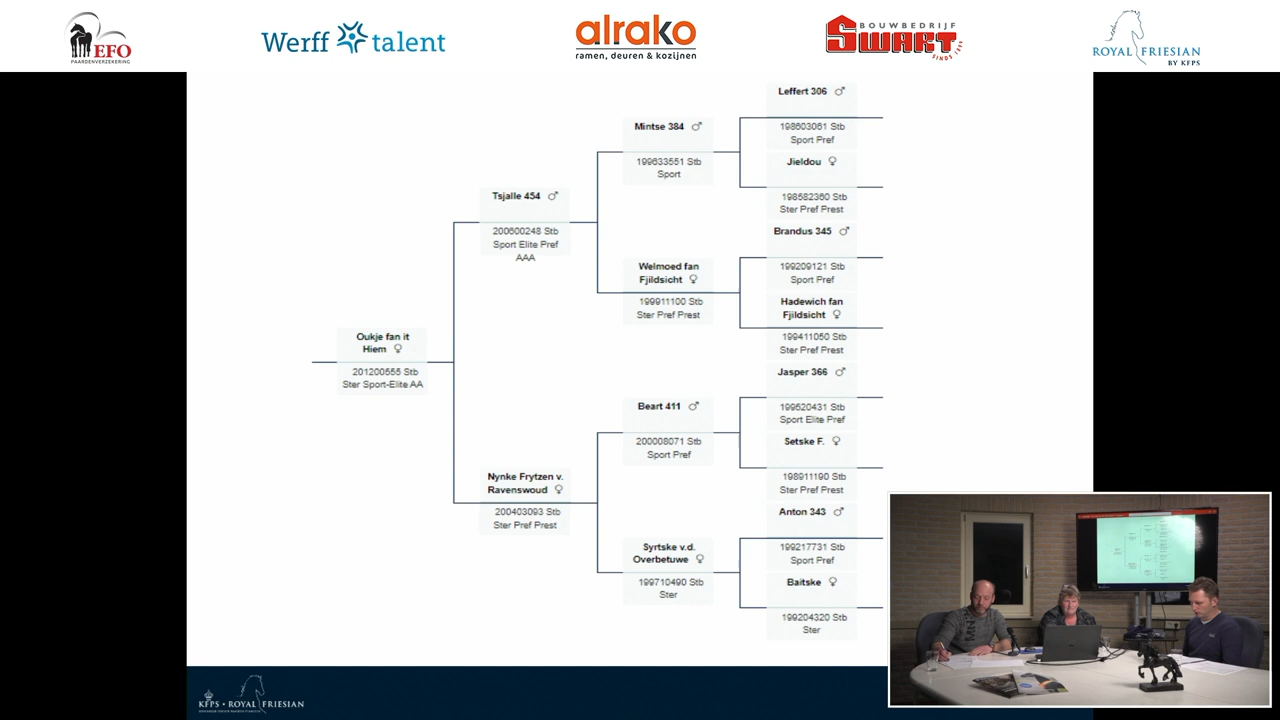 EFO
PAARDENVERZEKERING
Werff talent
alrako
ramen, deuren & kozijnen
BOUWBEDRIJF
SWART
SINDS 1898
ROYAL FRIESIAN
BY KFPS
Leffert 306 ♂
198603061 Stb
Sport Pref
Mintse 384 ♂
199633551 Stb
Sport
Jieldou ♀
198582360 Stb
Ster Pref Prest
Tsjalle 454 ♂
200600248 Stb
Sport Elite Pref
AAA
Brandus 345 ♂
199209121 Stb
Sport Pref
Welmoed fan
Fjildsicht ♀
199911100 Stb
Ster Pref Prest
Hadewich fan
Fjildsicht ♀
199411050 Stb
Ster Pref Prest
Oukje fan it
Hiem ♀
201200555 Stb
Ster Sport-Elite AA
Jasper 366 ♂
199520431 Stb
Sport Elite Pref
Beart 411 ♂
200008071 Stb
Sport Pref
Setske F. ♀
198911190 Stb
Ster Pref Prest
Nynke Frytzen v.
Ravenswoud ♀
200403093 Stb
Ster Pref Prest
Anton 343 ♂
199217731 Stb
Sport Pref
Syrtske v.d.
Overbetuwe ♀
199710490 Stb
Ster
Baitske ♀
199204320 Stb
Ster
KFPS • ROYAL FRIESIAN